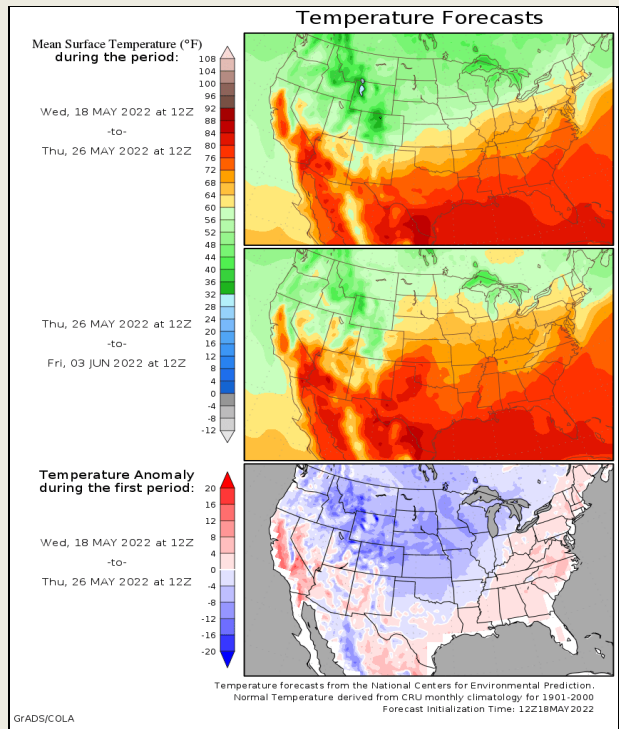 Temperature Forecasts
Mean Surface Temperature (°F)
during the period:
Wed, 18 MAY 2022 at 12Z
-to-
Thu, 26 MAY 2022 at 12Z
108
104
100
96
92
88
84
80
76
72
68
64
60
56
52
48
44
40
36
32
28
24
20
16
12
8
4
0
-4
-8
-12
Thu, 26 MAY 2022 at 12Z
-to-
Fri, 03 JUN 2022 at 12Z
Temperature Anomaly
during the first period:
Wed, 18 MAY 2022 at 12Z
-to-
Thu, 26 MAY 2022 at 12Z
20
16
12
8
4
0
-4
-8
-12
-16
-20
Temperature forecasts from the National Centers for Environmental Prediction.
Normal Temperature derived from CRU monthly climatology for 1901-2000
Forecast Initialization Time: 12Z18MAY2022
GrADS/COLA